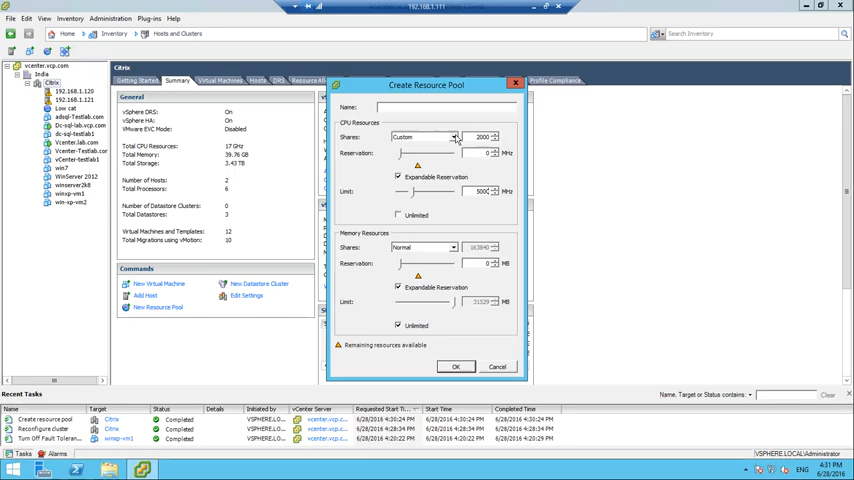 192.168.1.111
File Edit View Inventory Administration Plug-ins Help
Home Inventory Hosts and Clusters Search Inventory
vcenter.vcp.com
India
Citrix
192.168.1.120
192.168.1.121
Low cat
adsql-Testlab.com
Dc-sql-lab.vcp.com
dc-sql-testlab1
Vcenter.lab.com
Vcenter-Testlab.com
vCenter-testlab1
win7
Windows2012
WinServer2012
winserver2k8
winxp-vm1
winxp-vm2
Citrix
Getting Started Summary Virtual Machines Hosts DRS Resource Profile Compliance
General
vSphere DRS: On
vSphere HA: On
VMware EVC Mode: Disabled
Total CPU Resources: 17 GHz
Total Memory: 39.76 GB
Total Storage: 3.43 TB
Number of Hosts: 2
Total Processors: 6
Number of Datastore Clusters: 0
Total Datastores: 3
Virtual Machines and Templates: 12
Total Migrations using vMotion: 10
Commands
New Virtual Machine New Datastore Cluster
Add Host Edit Settings
New Resource Pool
Create Resource Pool
Name:
CPU Resources
Shares: Custom 2000
Reservation: 0 MHz
Expandable Reservation
Limit: 5000 MHz
Unlimited
Memory Resources
Shares: Normal 163840
Reservation: 0 MB
Expandable Reservation
Limit: 31529 MB
Unlimited
Remaining resources available
OK Cancel
Recent Tasks Name, Target or Status contains: Clear
Name Target Status Details Initiated by vCenter Server Requested Start Ti... Start Time Completed Time
Create resource pool Citrix Completed VSPHERE.LO... vcenter.vcp.c... 6/28/2016 4:30:24 PM 6/28/2016 4:30:24 PM 6/28/2016 4:30:24 PM
Reconfigure cluster Citrix Completed VSPHERE.LO... vcenter.vcp.c... 6/28/2016 4:28:34 PM 6/28/2016 4:28:34 PM 6/28/2016 4:28:34 PM
Turn Off Fault Toleran... winxp-vm1 Completed VSPHERE.LO... vcenter.vcp.c... 6/28/2016 4:20:22 PM 6/28/2016 4:20:22 PM 6/28/2016 4:20:29 PM
Tasks Alarms VSPHERE.LOCAL\Administrator
ENG 4:31 PM
6/28/2016